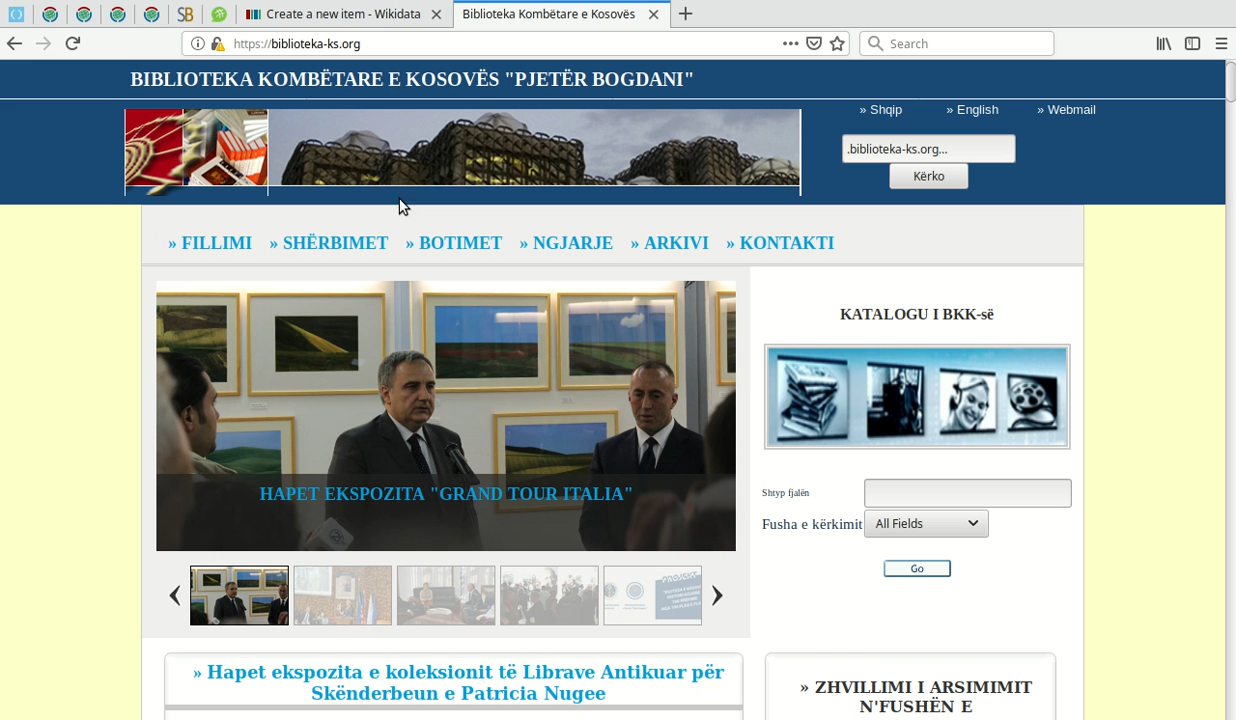 Create a new item - Wikidata
Biblioteka Kombëtare e Kosovës
https://biblioteka-ks.org
Search
BIBLIOTEKA KOMBËTARE E KOSOVËS "PJETËR BOGDANI"
» Shqip » English » Webmail
.biblioteka-ks.org...
Kërko
» FILLIMI » SHËRBIMET » BOTIMET » NGJARJE » ARKIVI » KONTAKTI
HAPET EKSPOZITA "GRAND TOUR ITALIA"
KATALOGU I BKK-së
Shtyp fjalën
Fusha e kërkimit All Fields
Go
» Hapet ekspozita e koleksionit të Librave Antikuar për
Skënderbeun e Patricia Nugee
» ZHVILLIMI I ARSIMIMIT
N'FUSHËN E